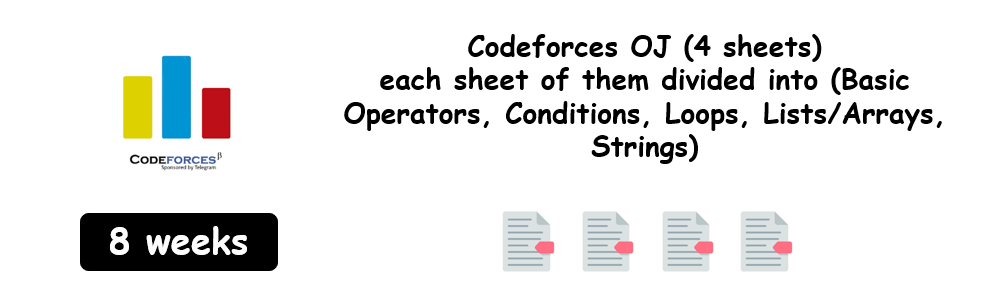 Codeforces OJ (4 sheets)
each sheet of them divided into (Basic
Operators, Conditions, Loops, Lists/Arrays,
Strings)
CODEFORCESβ
Sponsored by Telegram
8 weeks